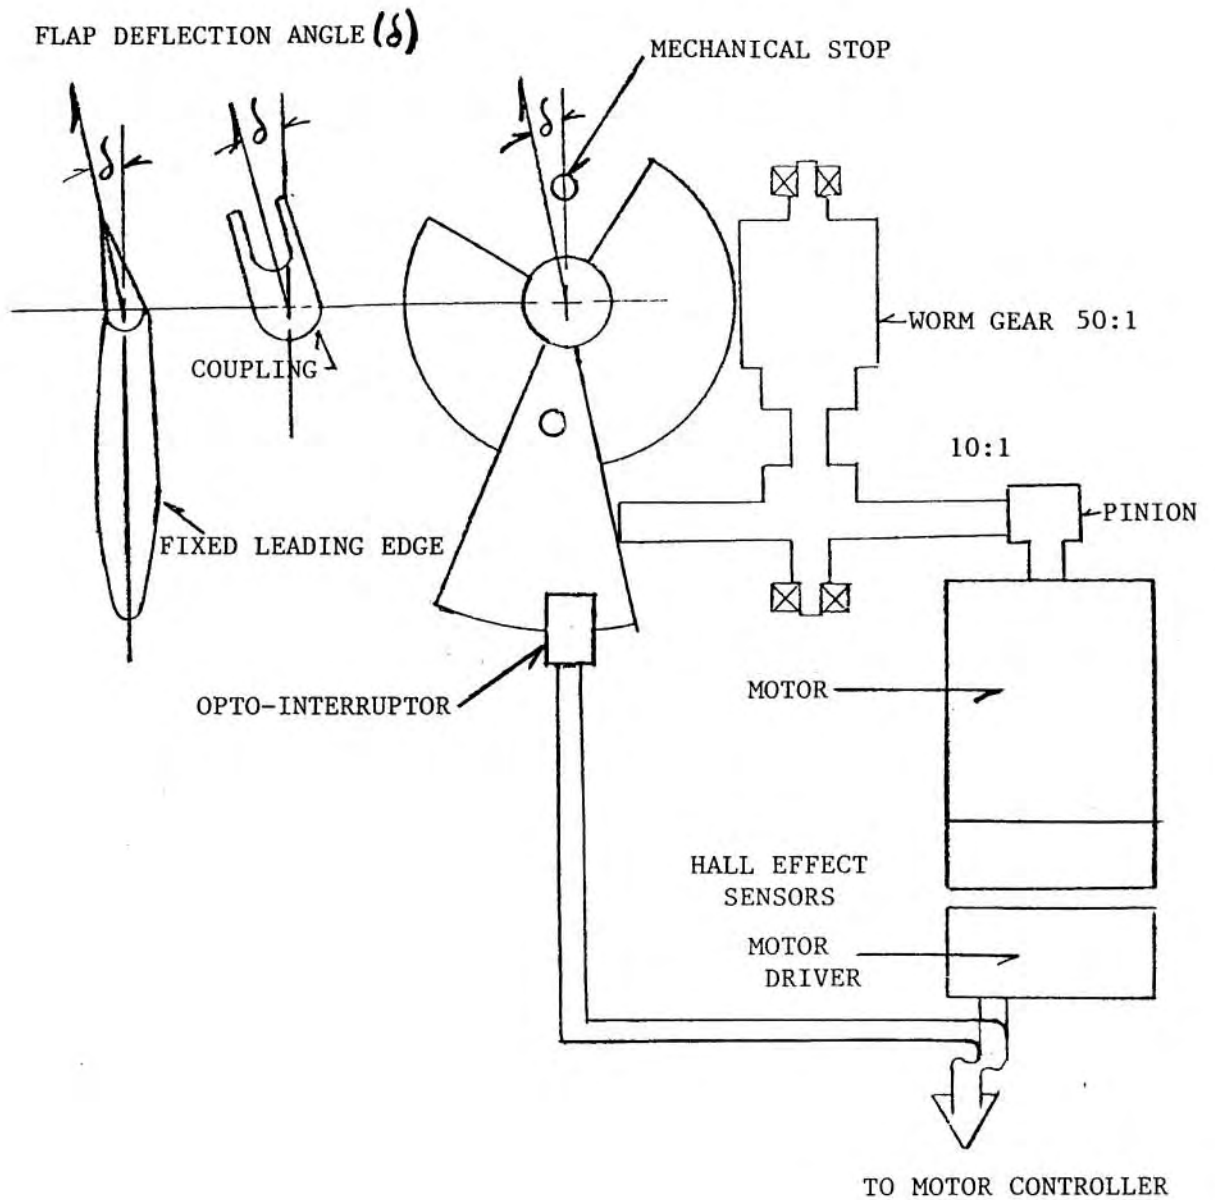 FLAP DEFLECTION ANGLE (δ)
MECHANICAL STOP
δ
δ
δ
WORM GEAR 50:1
COUPLING
10:1
PINION
FIXED LEADING EDGE
OPTO-INTERRUPTOR
MOTOR
HALL EFFECT
SENSORS
MOTOR
DRIVER
TO MOTOR CONTROLLER